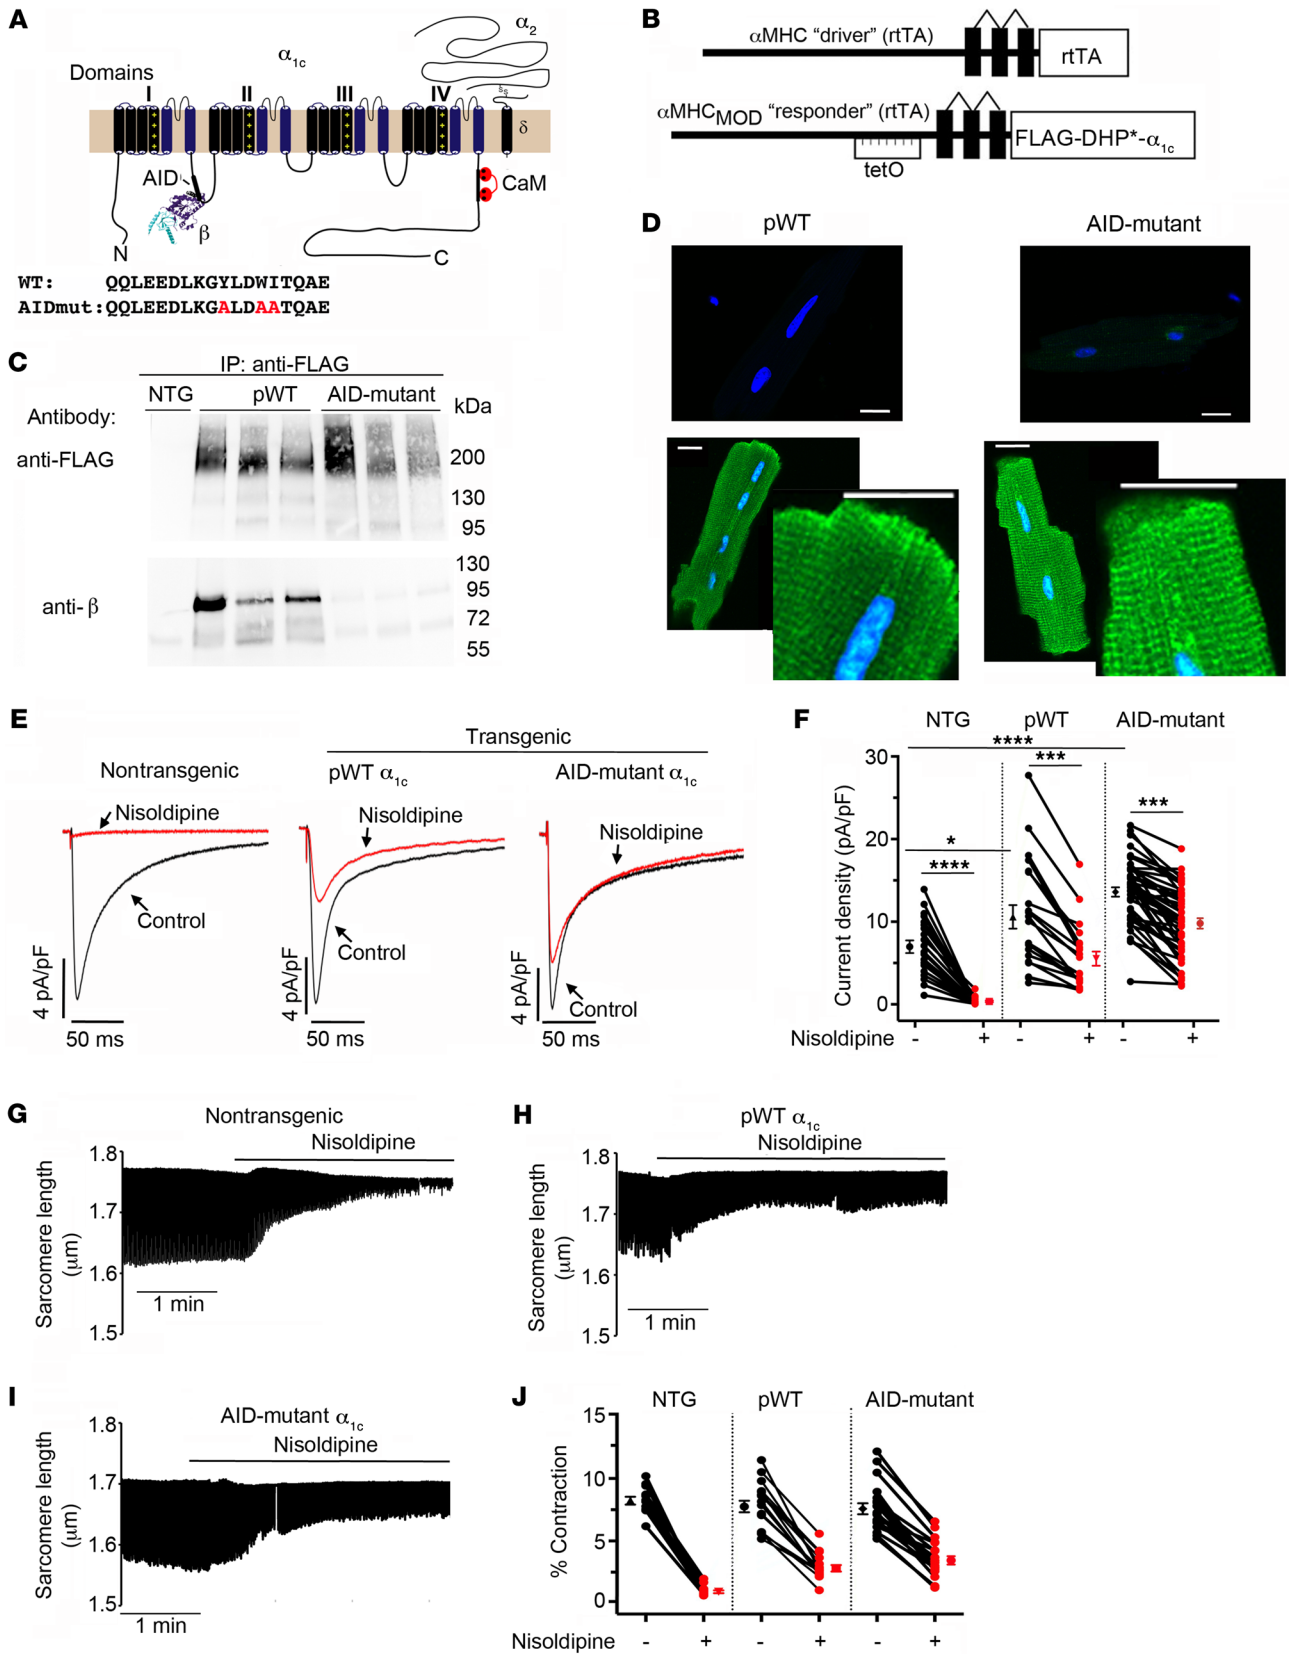 A
α2
α1c
Domains
I II III IV
S S
δ
AID
CaM
β
N
C
WT: QQLEEDLKGYLDWITQAE
AIDmut: QQLEEDLKGALDAATQAE
B
αMHC “driver” (rtTA)
rtTA
αMHCMOD “responder” (rtTA)
FLAG-DHP*-α1c
tetO
C
IP: anti-FLAG
NTG pWT AID-mutant
kDa
Antibody:
anti-FLAG
200
130
95
130
95
anti-β
72
55
D
pWT AID-mutant
E
Transgenic
Nontransgenic pWT α1c AID-mutant α1c
Nisoldipine Nisoldipine Nisoldipine
Control Control Control
4 pA/pF 4 pA/pF 4 pA/pF
50 ms 50 ms 50 ms
F
NTG pWT AID-mutant
**** *** ***
* ****
Current density (pA/pF)
30
20
10
0
Nisoldipine - + - + - +
G
Nontransgenic
Nisoldipine
Sarcomere length
(μm)
1.8
1.7
1.6
1.5
1 min
H
pWT α1c
Nisoldipine
Sarcomere length
(μm)
1.8
1.7
1.6
1.5
1 min
I
AID-mutant α1c
Nisoldipine
Sarcomere length
(μm)
1.8
1.7
1.6
1.5
1 min
J
NTG pWT AID-mutant
% Contraction
15
10
5
0
Nisoldipine - + - + - +